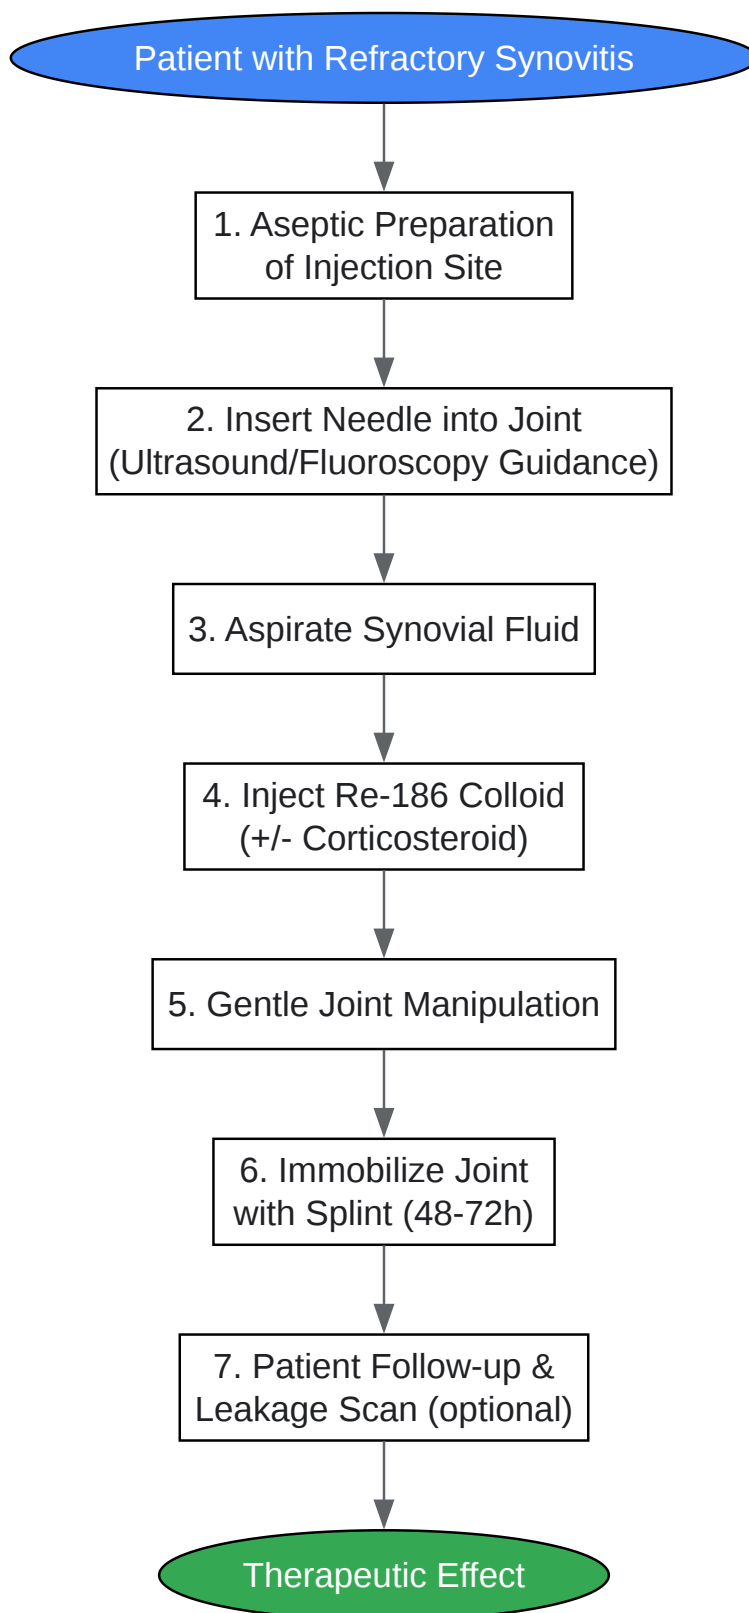 Patient with Refractory Synovitis
1. Aseptic Preparation
of Injection Site
2. Insert Needle into Joint
(Ultrasound/Fluoroscopy Guidance)
3. Aspirate Synovial Fluid
4. Inject Re-186 Colloid
(+/- Corticosteroid)
5. Gentle Joint Manipulation
6. Immobilize Joint
with Splint (48-72h)
7. Patient Follow-up &
Leakage Scan (optional)
Therapeutic Effect